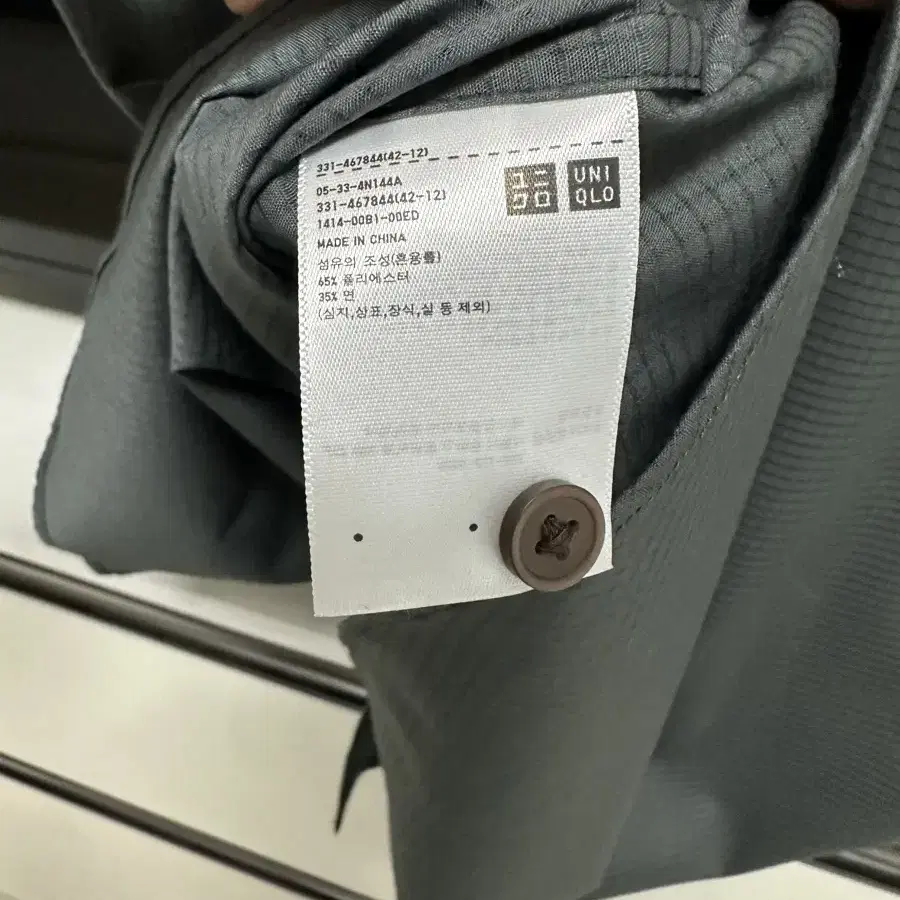 331-467844(42-12)
05-33-4N144A
331-467844(42-12)
1414-00B1-00ED
MADE IN CHINA
섬유의 조성(혼용률)
65% 폴리에스터
35% 면
(심지,상표,장식,실 등 제외)
ユニ
クロ
UNI
QLO